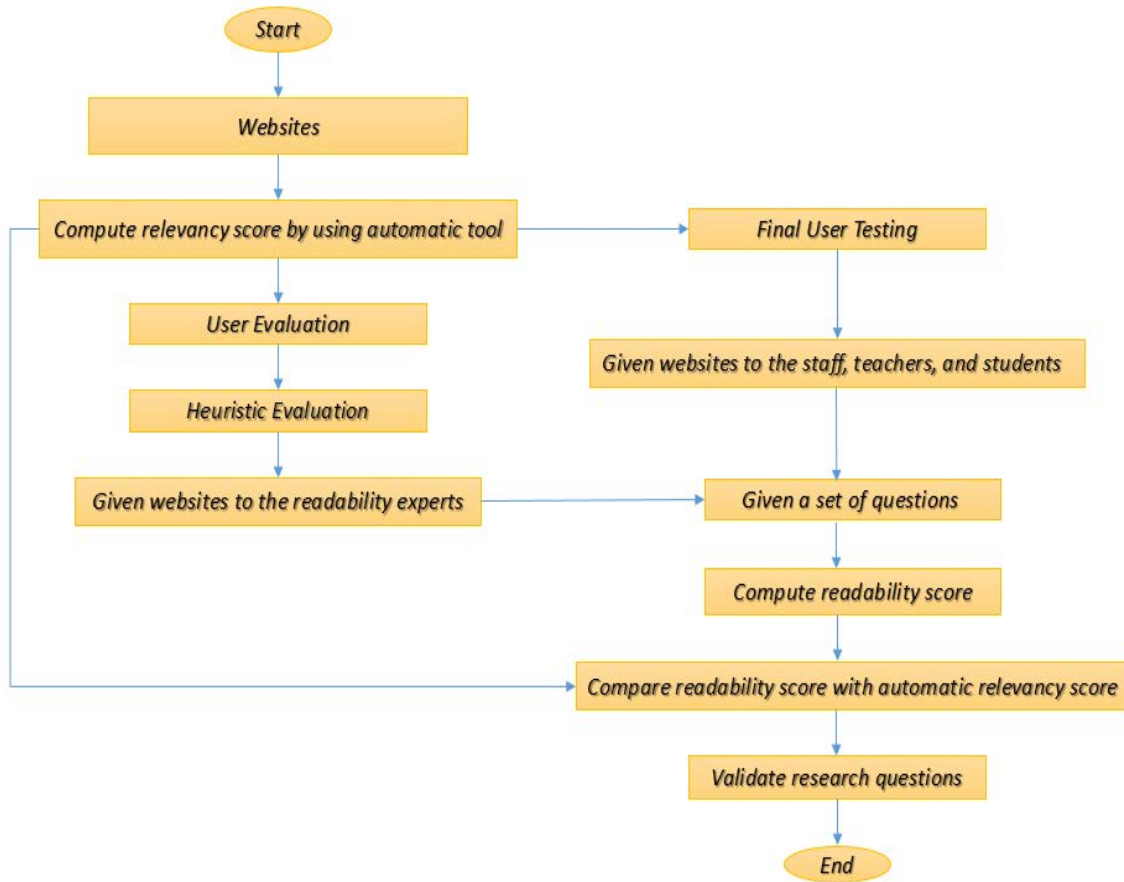 Start
Websites
Compute relevancy score by using automatic tool
Final User Testing
User Evaluation
Given websites to the staff, teachers, and students
Heuristic Evaluation
Given websites to the readability experts
Given a set of questions
Compute readability score
Compare readability score with automatic relevancy score
Validate research questions
End